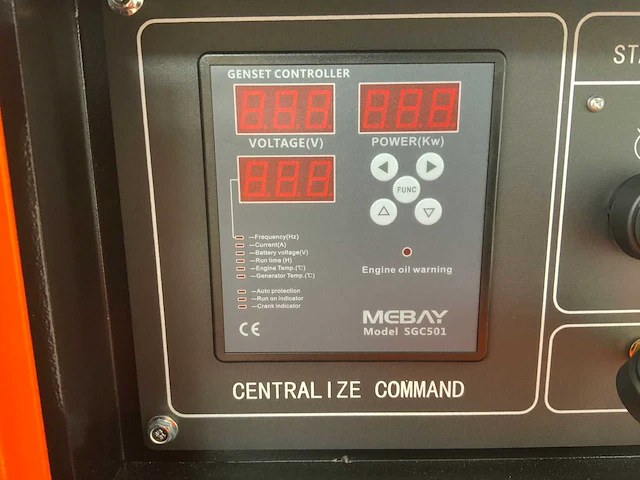 GENSET CONTROLLER
VOLTAGE(V)
POWER(Kw)
FUNC
Frequency(Hz)
Current(A)
Battery voltage(V)
Run time (H)
Engine Temp.(℃)
Generator Temp.(℃)
Auto protection
Run on indicator
Crank indicator
Engine oil warning
CE
MEBAY
Model SGC501
CENTRALIZE COMMAND